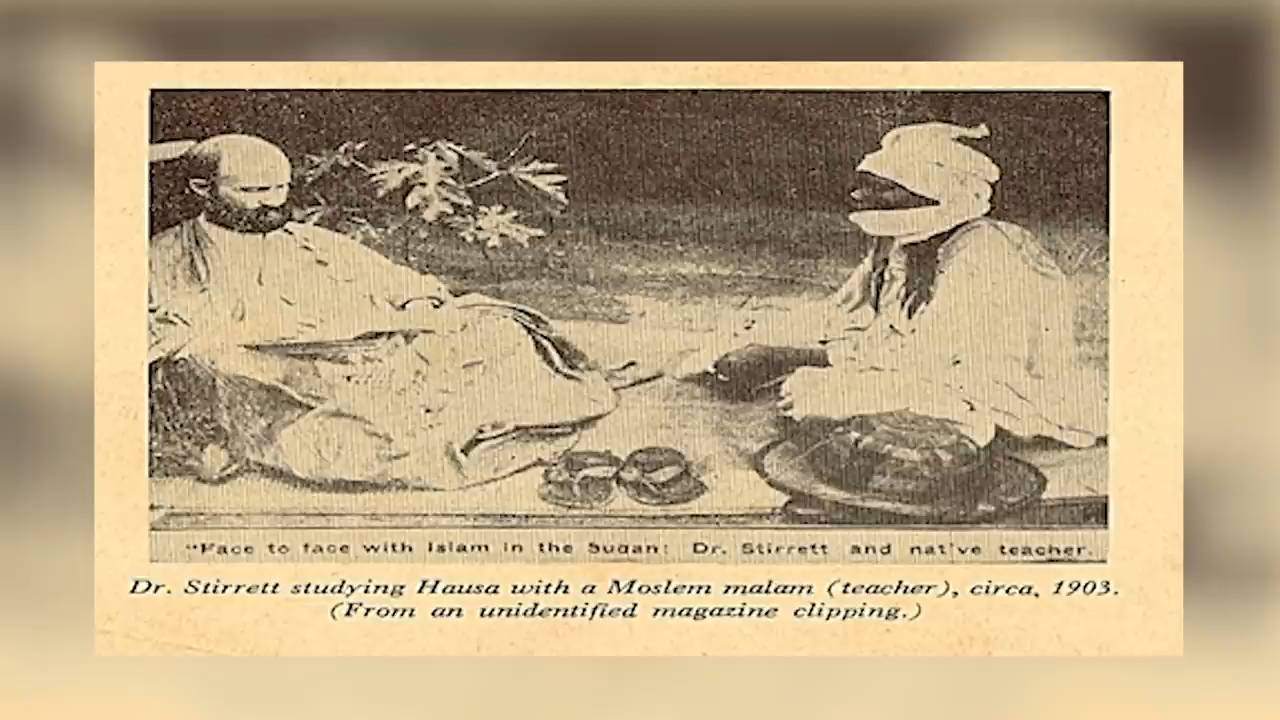 "Face to face with Islam in the Sudan: Dr. Stirrett and native teacher.
Dr. Stirrett studying Hausa with a Moslem malam (teacher), circa, 1903.
(From an unidentified magazine clipping.)